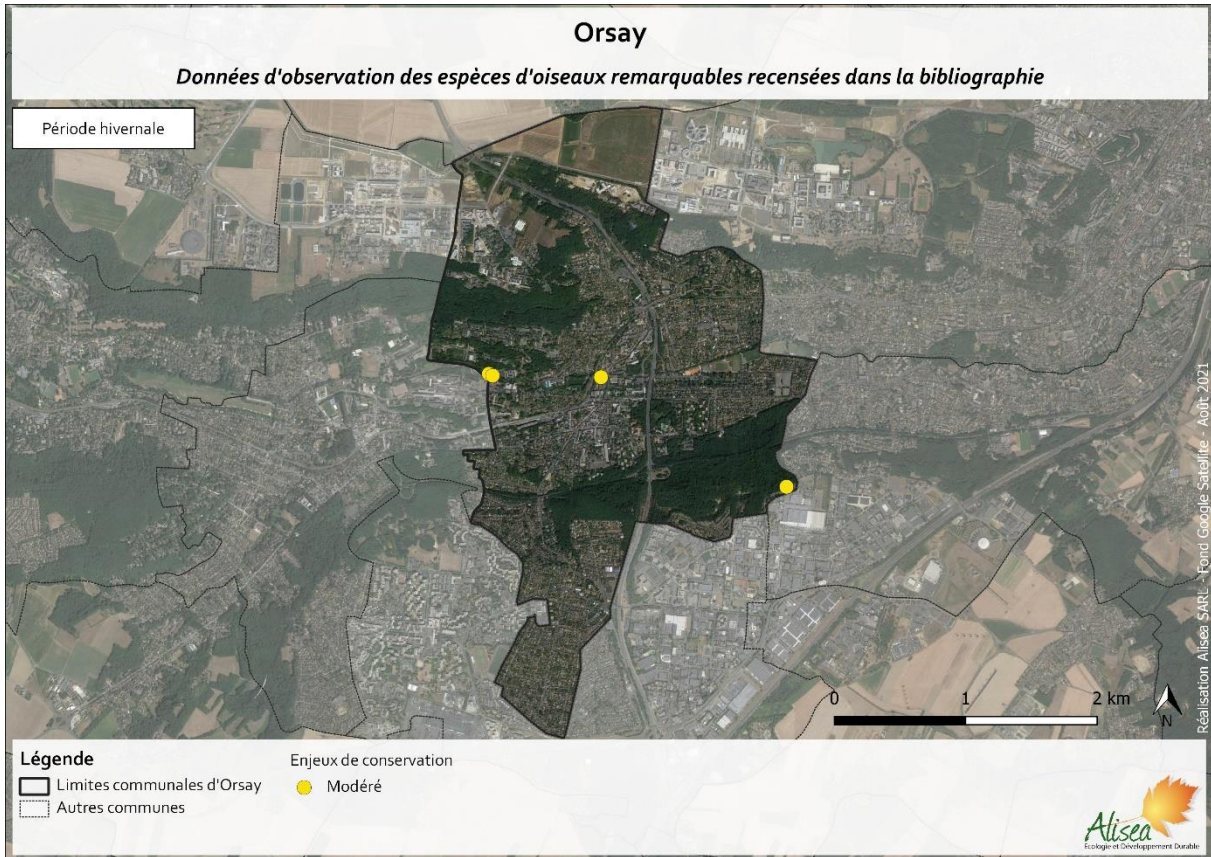 Orsay
Données d'observation des espèces d'oiseaux remarquables recensées dans la bibliographie
Période hivernale
0 1 2 km
N
Réalisation Alisea SARL - Fond Google Satellite - Août 2021
Légende
Limites communales d'Orsay
Autres communes
Enjeux de conservation
Modéré
Alisea
Ecologie et Développement Durable